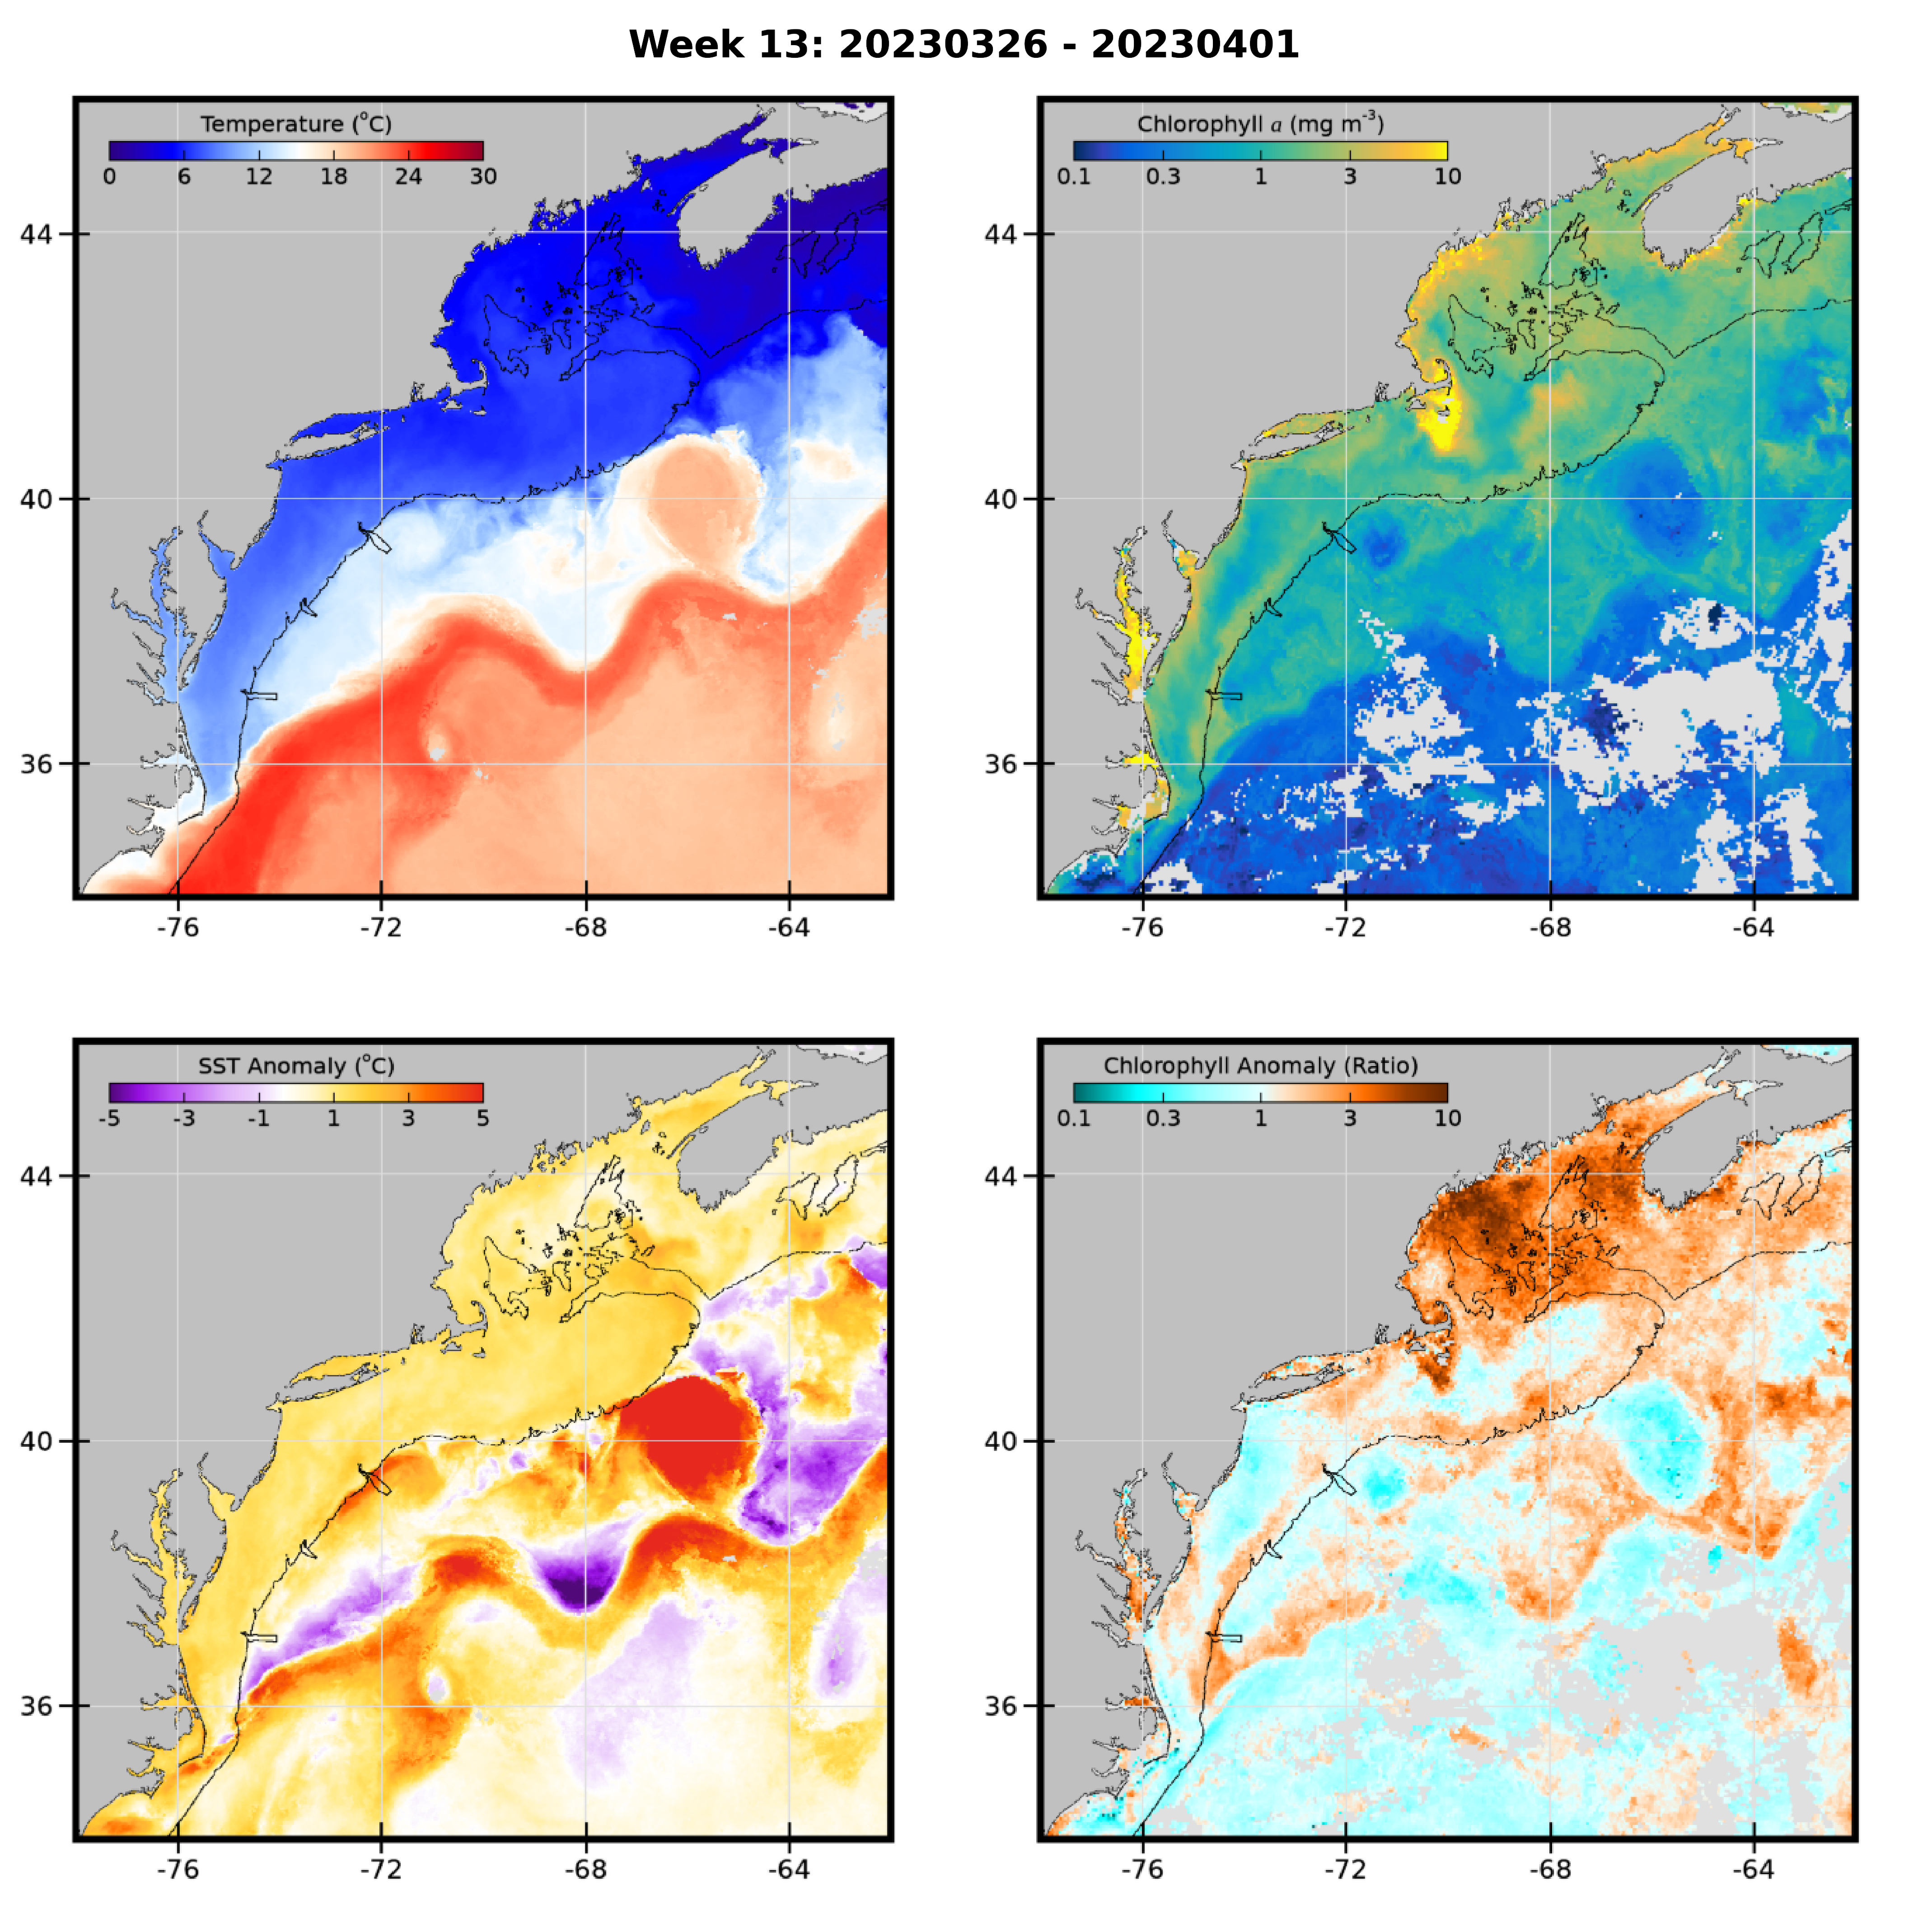 Week 13: 20230326 - 20230401
Temperature (°C)
0 6 12 18 24 30
44
40
36
-76 -72 -68 -64
Chlorophyll a (mg m⁻³)
0.1 0.3 1 3 10
44
40
36
-76 -72 -68 -64
SST Anomaly (°C)
-5 -3 -1 1 3 5
44
40
36
-76 -72 -68 -64
Chlorophyll Anomaly (Ratio)
0.1 0.3 1 3 10
44
40
36
-76 -72 -68 -64